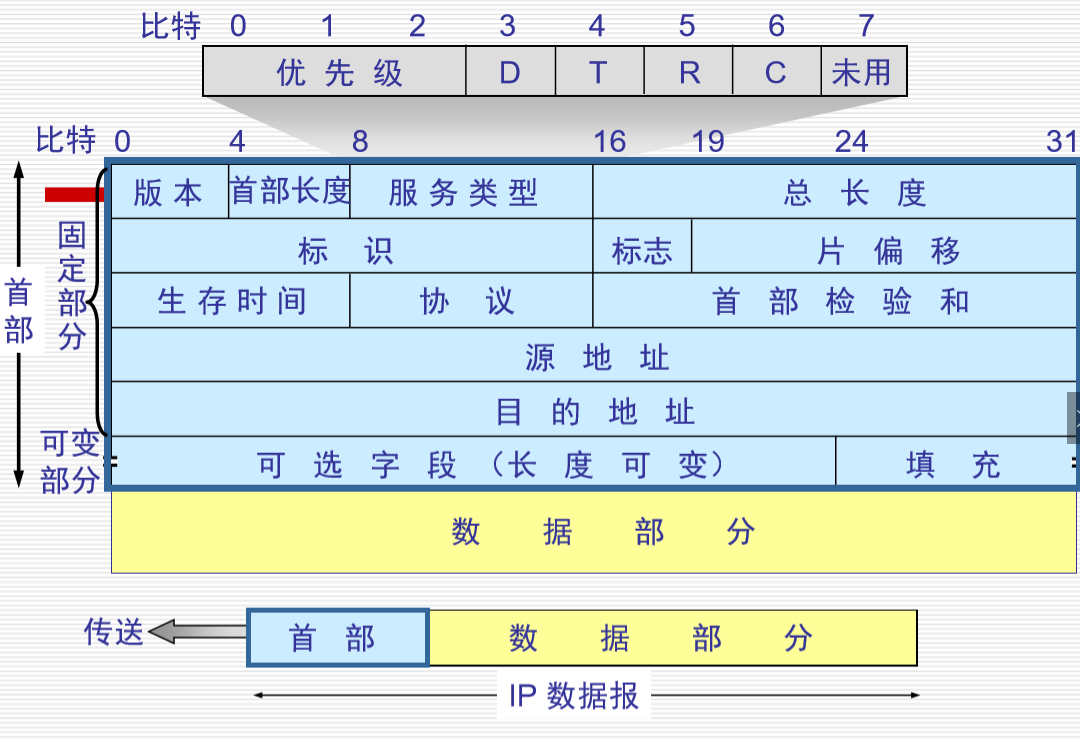 比特 0 1 2 3 4 5 6 7
优先级 D T R C 未用
比特 0 4 8 16 19 24 31
版本 首部长度 服务类型 总长度
标识 标志 片偏移
生存时间 协议 首部检验和
源地址
目的地址
可选字段（长度可变） 填充
数据部分
首部
固定部分
可变部分
传送 首部 数据部分
IP 数据报